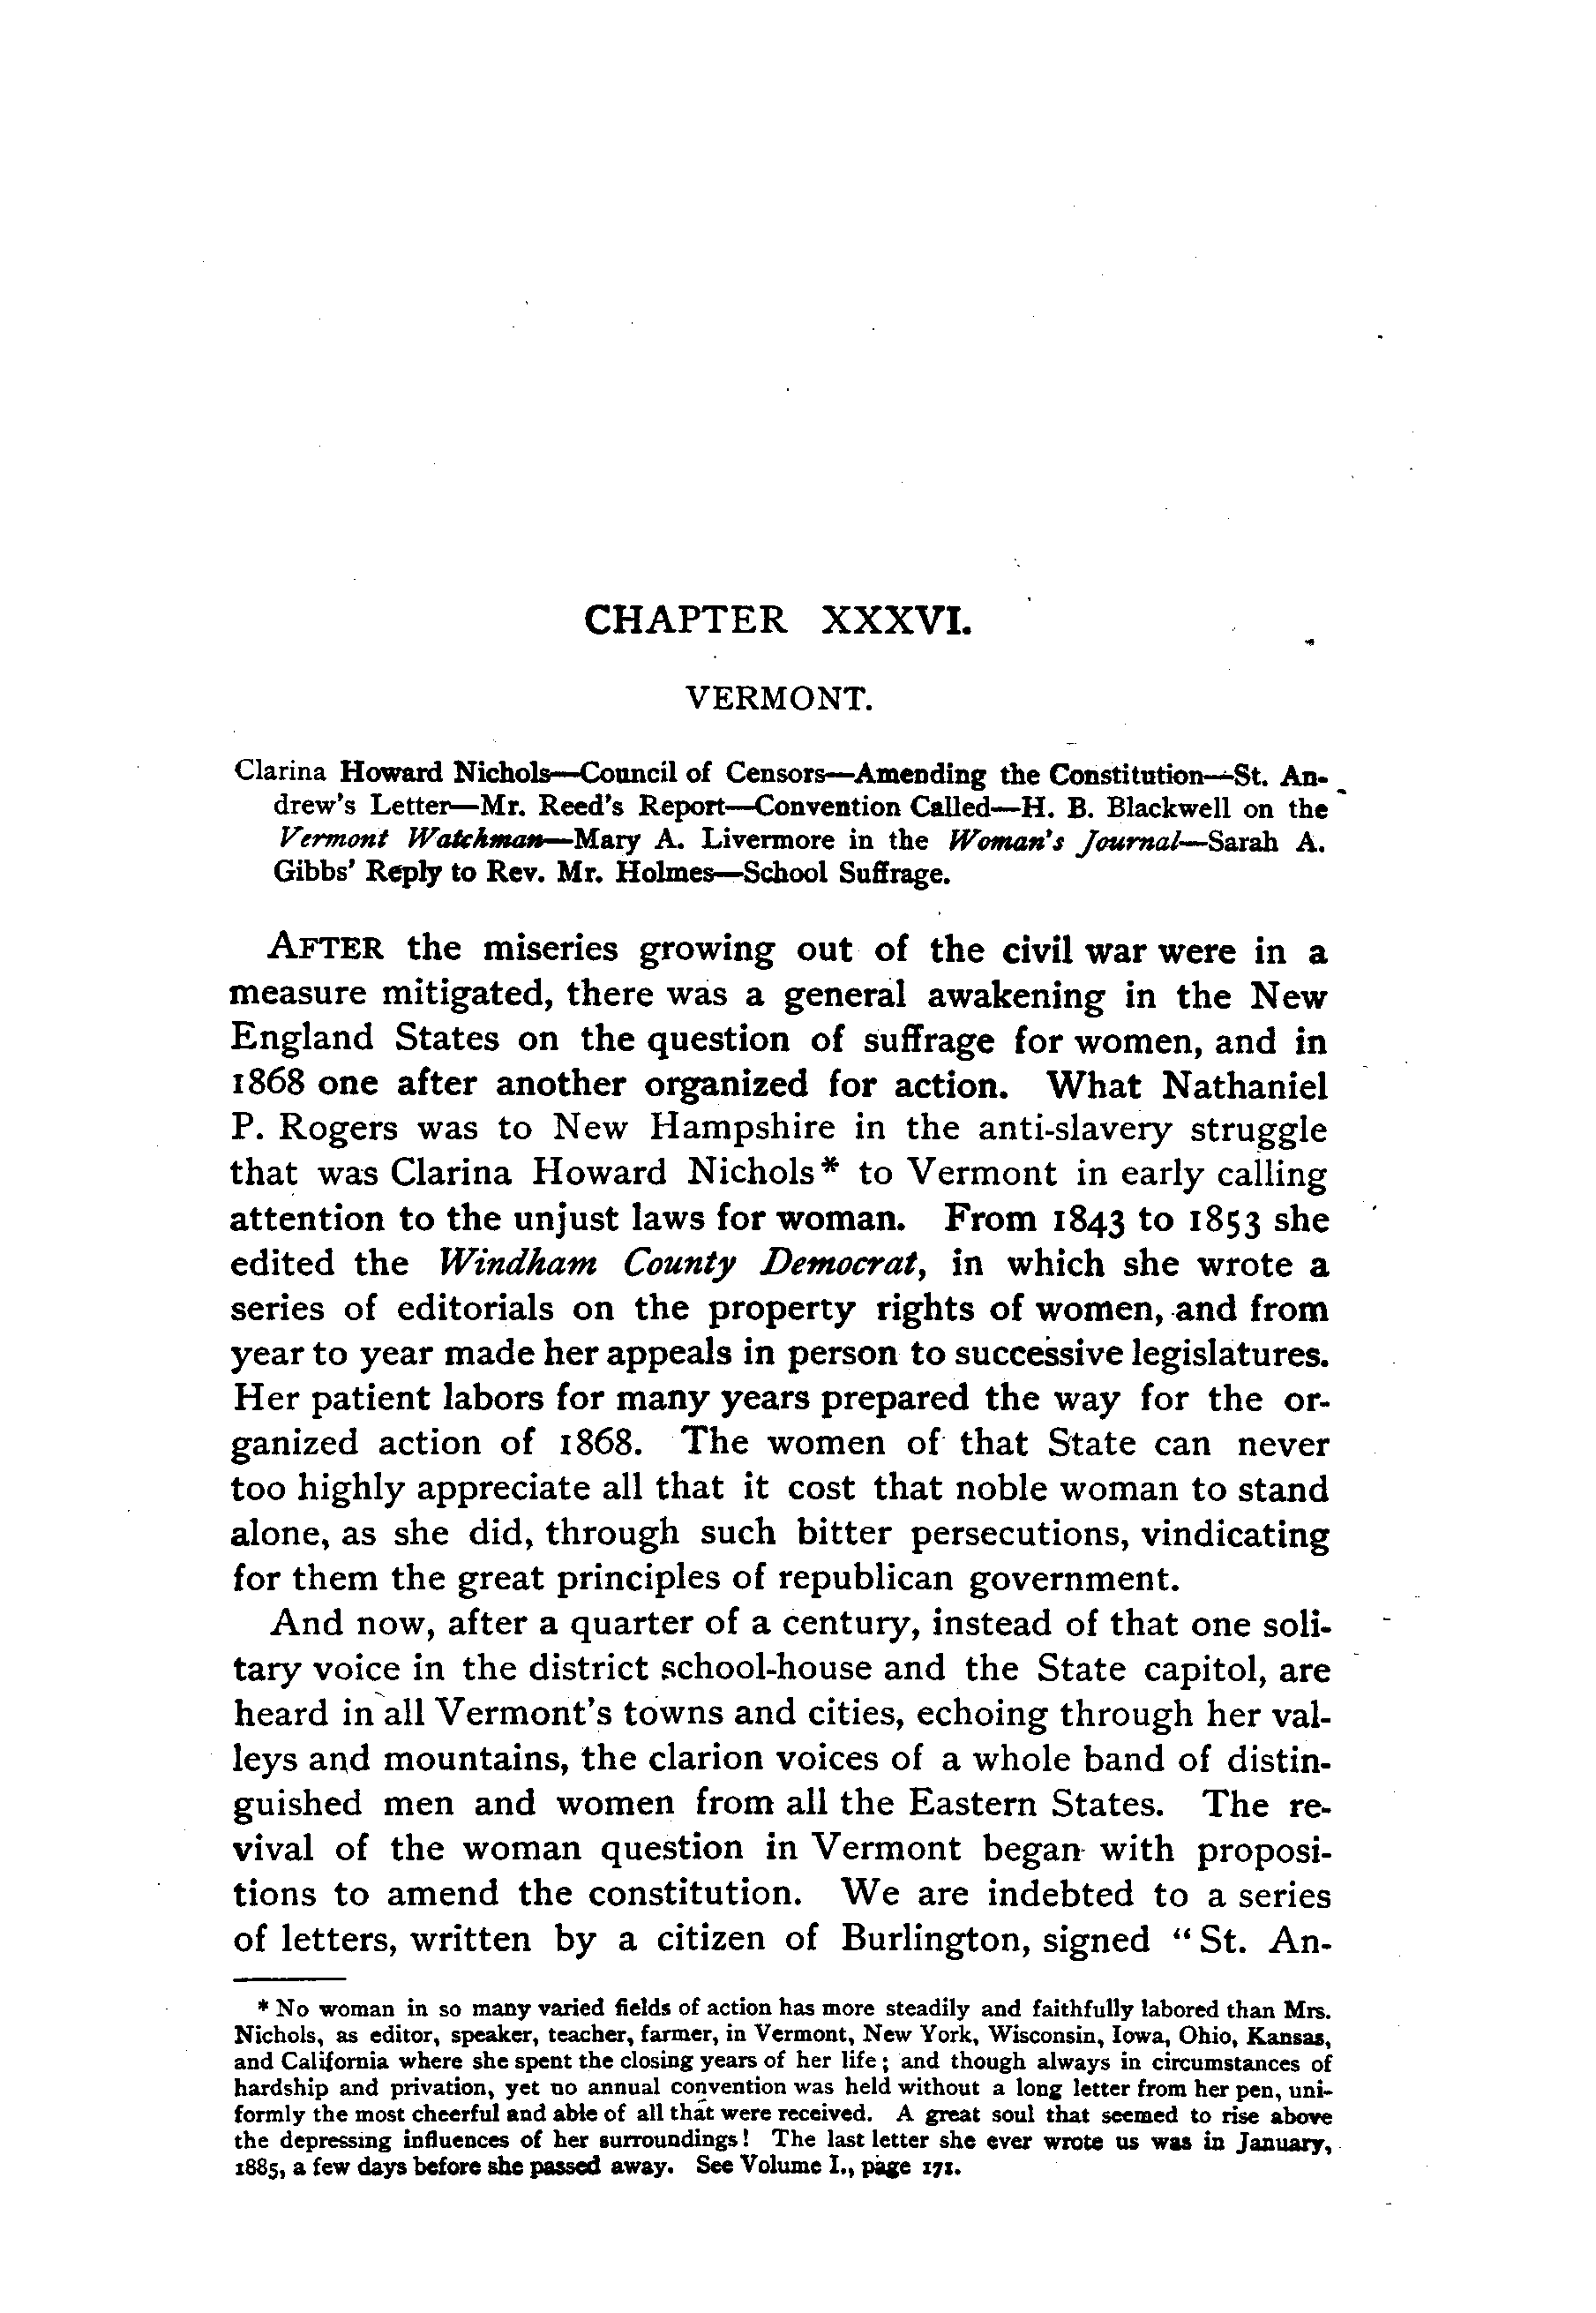 CHAPTER XXXVI.
VERMONT.
Clarina Howard Nichols—Council of Censors—Amending the Constitution—St. An-
drew's Letter—Mr. Reed's Report—Convention Called—H. B. Blackwell on the
Vermont Watchman—Mary A. Livermore in the Woman's Journal—Sarah A.
Gibbs' Reply to Rev. Mr. Holmes—School Suffrage.
AFTER the miseries growing out of the civil war were in a
measure mitigated, there was a general awakening in the New
England States on the question of suffrage for women, and in
1868 one after another organized for action. What Nathaniel
P. Rogers was to New Hampshire in the anti-slavery struggle
that was Clarina Howard Nichols* to Vermont in early calling
attention to the unjust laws for woman. From 1843 to 1853 she
edited the Windham County Democrat, in which she wrote a
series of editorials on the property rights of women, and from
year to year made her appeals in person to successive legislatures.
Her patient labors for many years prepared the way for the or-
ganized action of 1868. The women of that State can never
too highly appreciate all that it cost that noble woman to stand
alone, as she did, through such bitter persecutions, vindicating
for them the great principles of republican government.
And now, after a quarter of a century, instead of that one soli-
tary voice in the district school-house and the State capitol, are
heard in all Vermont's towns and cities, echoing through her val-
leys and mountains, the clarion voices of a whole band of distin-
guished men and women from all the Eastern States. The re-
vival of the woman question in Vermont began with proposi-
tions to amend the constitution. We are indebted to a series
of letters, written by a citizen of Burlington, signed "St. An-
* No woman in so many varied fields of action has more steadily and faithfully labored than Mrs.
Nichols, as editor, speaker, teacher, farmer, in Vermont, New York, Wisconsin, Iowa, Ohio, Kansas,
and California where she spent the closing years of her life; and though always in circumstances of
hardship and privation, yet no annual convention was held without a long letter from her pen, uni-
formly the most cheerful and able of all that were received. A great soul that seemed to rise above
the depressing influences of her surroundings! The last letter she ever wrote us was in January,
1885, a few days before she passed away. See Volume I., page 171.